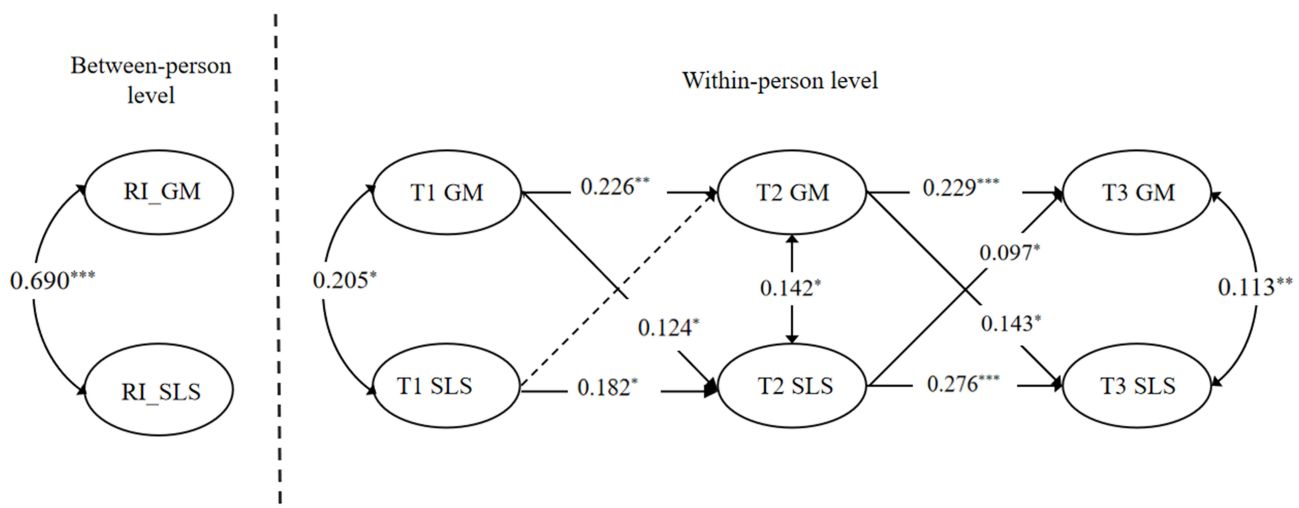 Between-person
level
Within-person level
RI_GM
T1 GM
0.226**
T2 GM
0.229***
T3 GM
0.097*
0.690***
0.205*
0.142*
0.113**
0.124*
0.143*
RI_SLS
T1 SLS
0.182*
T2 SLS
0.276***
T3 SLS